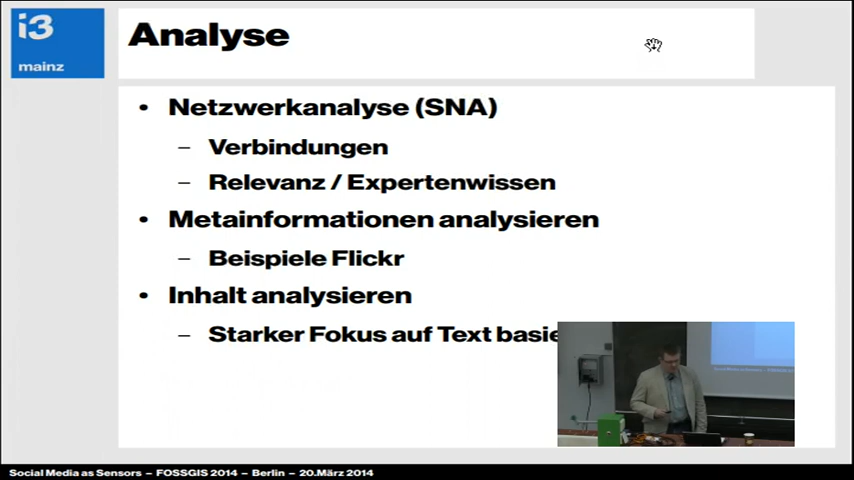 i3
mainz
Analyse
• Netzwerkanalyse (SNA)
– Verbindungen
– Relevanz / Expertenwissen
• Metainformationen analysieren
– Beispiele Flickr
• Inhalt analysieren
– Starker Fokus auf Text
Social Media as Sensors – FOSSGIS 2014 – Berlin – 20.März 2014